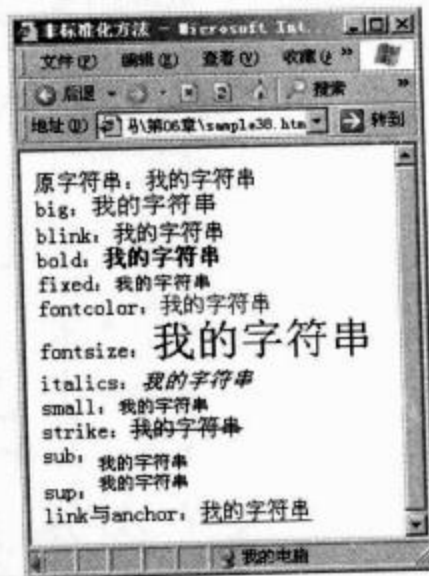 非标准化方法 - Microsoft Int...
文件(F) 编辑(E) 查看(V) 收藏(A »
后退 搜索 »
地址(D) 马\第06章\sample38.htm 转到
原字符串：我的字符串
big：我的字符串
blink：我的字符串
bold：我的字符串
fixed：我的字符串
fontcolor：我的字符串
fontsize：我的字符串
italics：我的字符串
small：我的字符串
strike：我的字符串
sub：我的字符串
sup：我的字符串
link与anchor：我的字符串
我的电脑